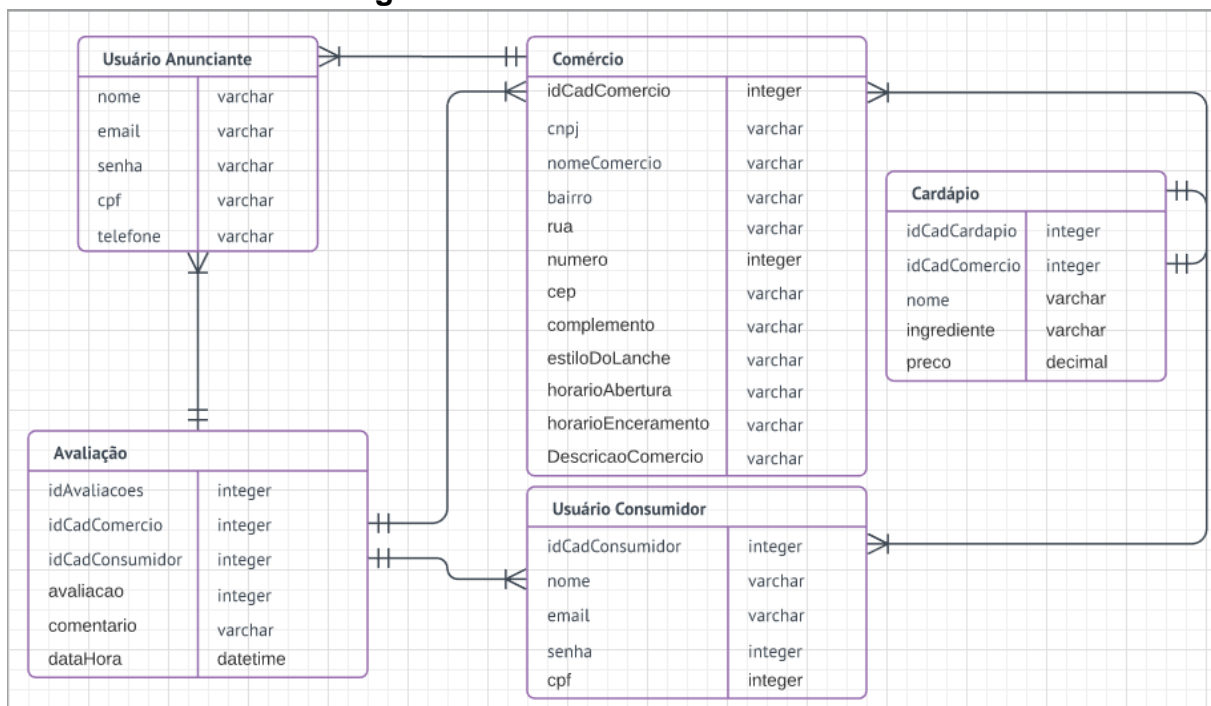 Usuário Anunciante
nome varchar
email varchar
senha varchar
cpf varchar
telefone varchar
Comércio
idCadComercio integer
cnpj varchar
nomeComercio varchar
bairro varchar
rua varchar
numero integer
cep varchar
complemento varchar
estiloDoLanche varchar
horarioAbertura varchar
horarioEnceramento varchar
DescricaoComercio varchar
Cardápio
idCadCardapio integer
idCadComercio integer
nome varchar
ingrediente varchar
preco decimal
Avaliação
idAvaliacoes integer
idCadComercio integer
idCadConsumidor integer
avaliacao integer
comentario varchar
dataHora datetime
Usuário Consumidor
idCadConsumidor integer
nome varchar
email varchar
senha integer
cpf integer